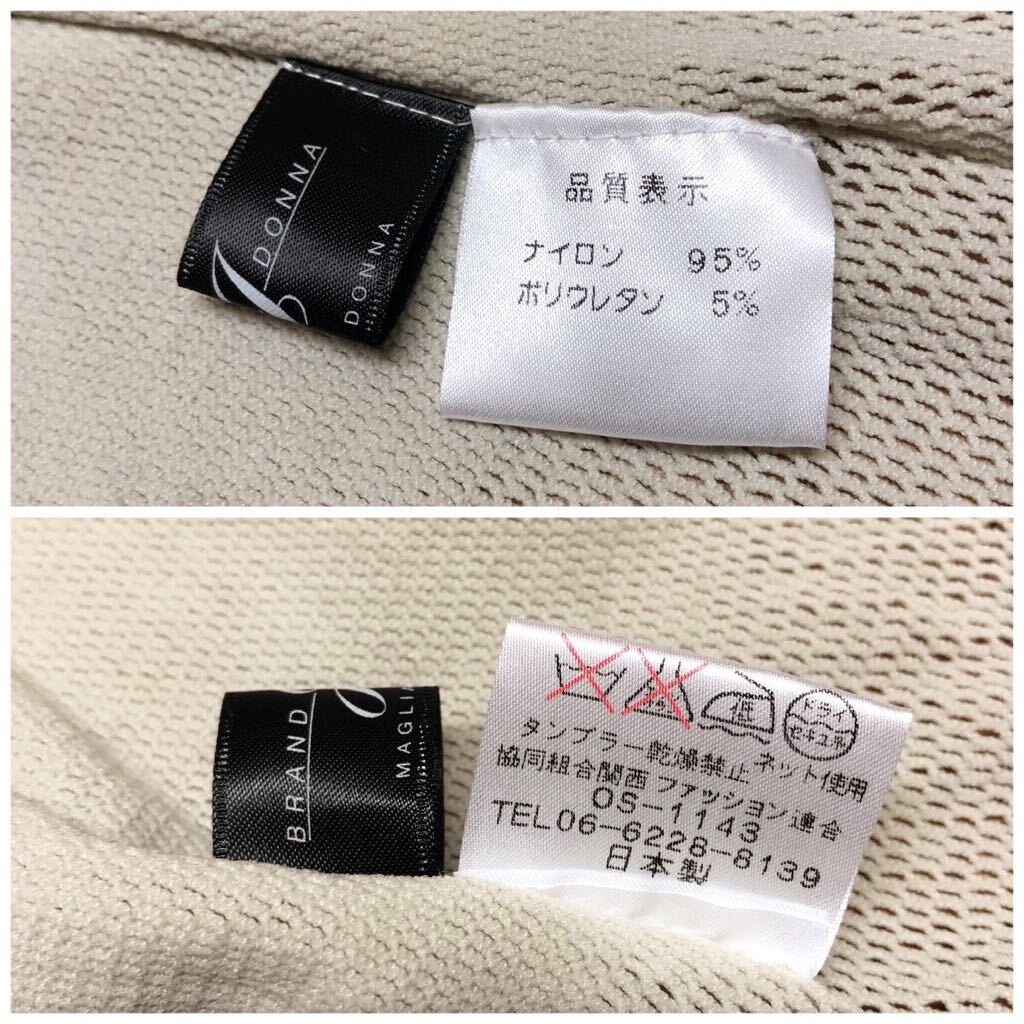 DONNA
DONNA
品質表示
ナイロン 95%
ポリウレタン 5%
BRAND
MAGLIA
低
ドライ
セキユ系
タンブラー乾燥禁止 ネット使用
協同組合関西ファッション連合
OS-1143
TEL06-6228-8139
日本製